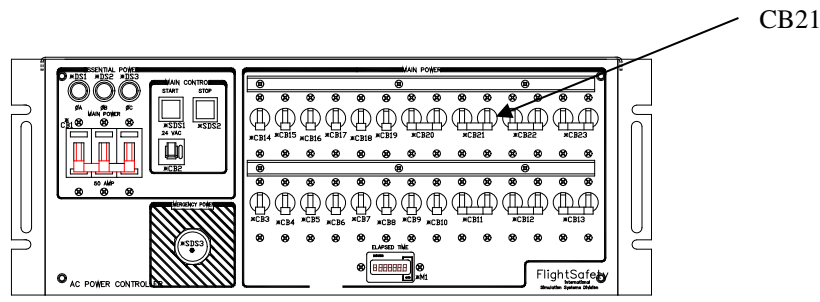 CB21
ESSENTIAL POWER
MAIN POWER
*DS1 *DS2 *DS3
MAIN CONTROL
START STOP
ØA ØB ØC
MAIN POWER
*CB1
*SDS1 *SDS2
24 VAC
*CB2
*CB14 *CB15 *CB16 *CB17 *CB18 *CB19 *CB20 *CB21 *CB22 *CB23
60 AMP
EMERGENCY POWER
*CB3 *CB4 *CB5 *CB6 *CB7 *CB8 *CB9 *CB10 *CB11 *CB12 *CB13
*SDS3
ELAPSED TIME
*M1
AC POWER CONTROLLER
FlightSafety
International
Simulation Systems Division